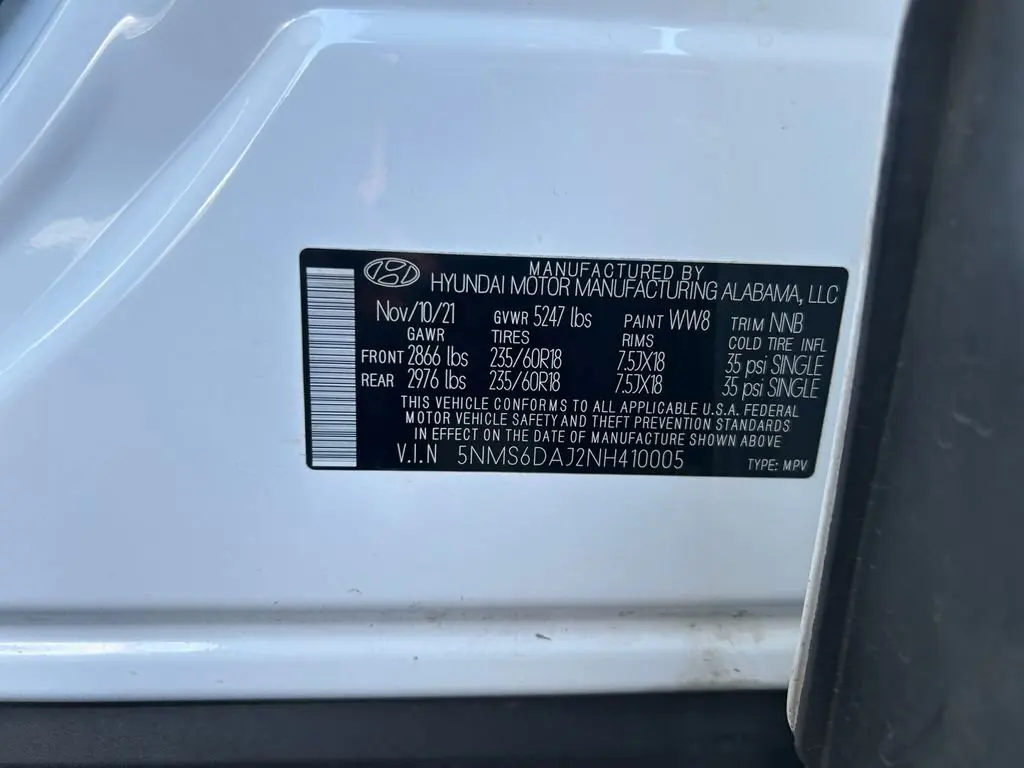 MANUFACTURED BY
HYUNDAI MOTOR MANUFACTURING ALABAMA, LLC
Nov/10/21 GVWR 5247 lbs PAINT WW8 TRIM NNB
GAWR TIRES RIMS COLD TIRE INFL
FRONT 2866 lbs 235/60R18 7.5JX18 35 psi SINGLE
REAR 2976 lbs 235/60R18 7.5JX18 35 psi SINGLE
THIS VEHICLE CONFORMS TO ALL APPLICABLE U.S.A. FEDERAL
MOTOR VEHICLE SAFETY AND THEFT PREVENTION STANDARDS
IN EFFECT ON THE DATE OF MANUFACTURE SHOWN ABOVE
V.I.N 5NMS6DAJ2NH410005 TYPE: MPV